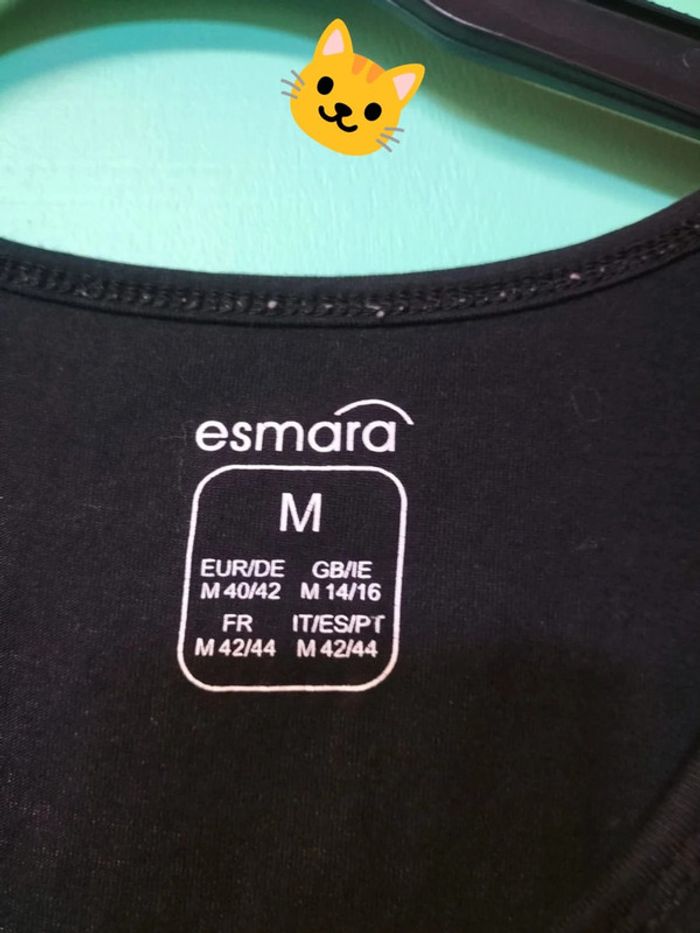 esmara
M
EUR/DE GB/IE
M 40/42 M 14/16
FR IT/ES/PT
M 42/44 M 42/44